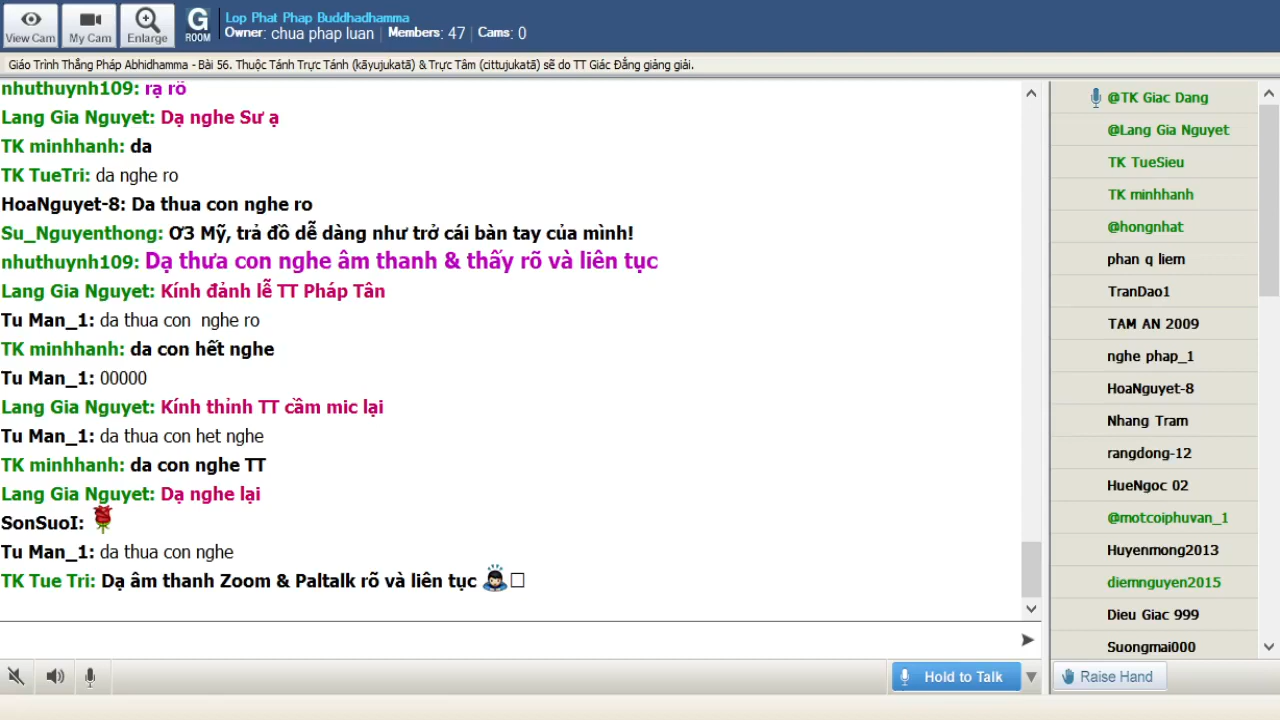 View Cam
My Cam
Enlarge
G
ROOM
Lop Phat Phap Buddhadhamma
Owner: chua phap luan | Members: 47 | Cams: 0
Giáo Trình Thắng Pháp Abhidhamma - Bài 56. Thuộc Tánh Trực Tánh (kāyujukatā) & Trực Tâm (cittujukatā) sẽ do TT Giác Đẳng giảng giải.
nhuthuynh109: rạ rõ
Lang Gia Nguyet: Dạ nghe Sư ạ
TK minhhanh: da
TK TueTri: da nghe ro
HoaNguyet-8: Da thua con nghe ro
Su_Nguyenthong: Ơ3 Mỹ, trả đồ dễ dàng như trở cái bàn tay của mình!
nhuthuynh109: Dạ thưa con nghe âm thanh & thấy rõ và liên tục
Lang Gia Nguyet: Kính đảnh lễ TT Pháp Tân
Tu Man_1: da thua con  nghe ro
TK minhhanh: da con hết nghe
Tu Man_1: 00000
Lang Gia Nguyet: Kính thỉnh TT cầm mic lại
Tu Man_1: da thua con het nghe
TK minhhanh: da con nghe TT
Lang Gia Nguyet: Dạ nghe lại
SonSuoI:
Tu Man_1: da thua con nghe
TK Tue Tri: Dạ âm thanh Zoom & Paltalk rõ và liên tục
Hold to Talk
@TK Giac Dang
@Lang Gia Nguyet
TK TueSieu
TK minhhanh
@hongnhat
phan q liem
TranDao1
TAM AN 2009
nghe phap_1
HoaNguyet-8
Nhang Tram
rangdong-12
HueNgoc 02
@motcoiphuvan_1
Huyenmong2013
diemnguyen2015
Dieu Giac 999
Suongmai000
Raise Hand